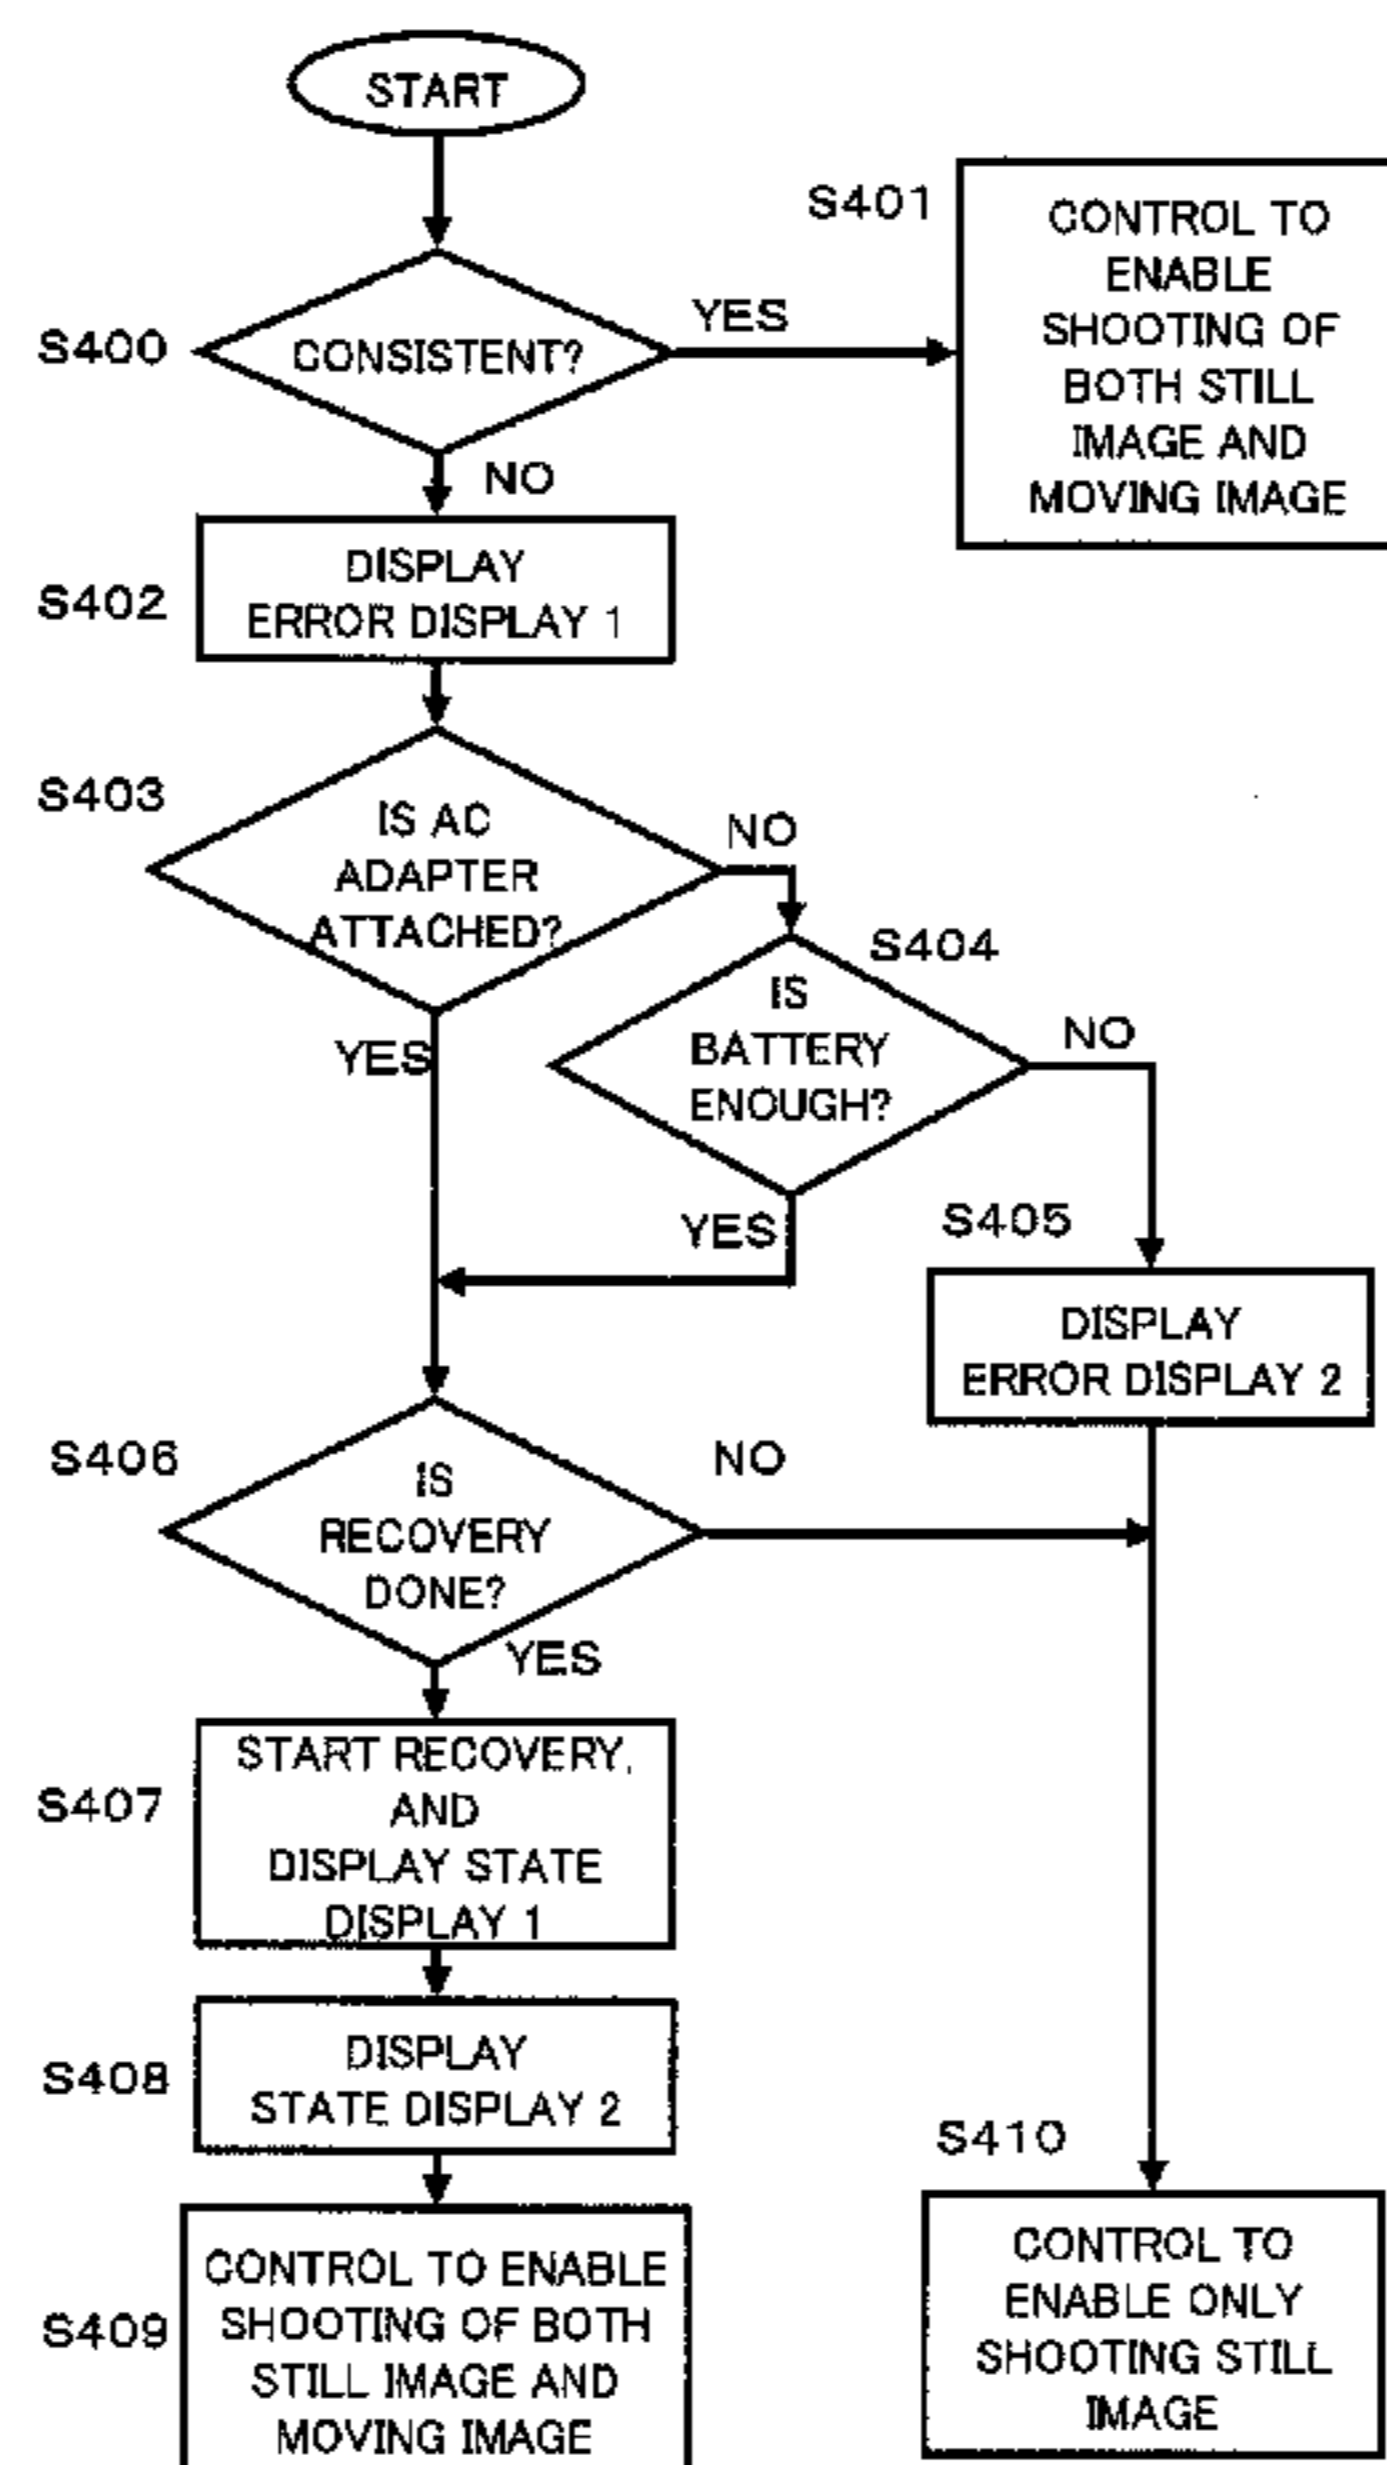 START
S400
CONSISTENT?
YES
S401
CONTROL TO
ENABLE
SHOOTING OF
BOTH STILL
IMAGE AND
MOVING IMAGE
NO
S402
DISPLAY
ERROR DISPLAY 1
S403
IS AC
ADAPTER
ATTACHED?
NO
YES
S404
IS
BATTERY
ENOUGH?
NO
YES
S405
DISPLAY
ERROR DISPLAY 2
S406
IS
RECOVERY
DONE?
NO
YES
S407
START RECOVERY,
AND
DISPLAY STATE
DISPLAY 1
S408
DISPLAY
STATE DISPLAY 2
S409
CONTROL TO ENABLE
SHOOTING OF BOTH
STILL IMAGE AND
MOVING IMAGE
S410
CONTROL TO
ENABLE ONLY
SHOOTING STILL
IMAGE